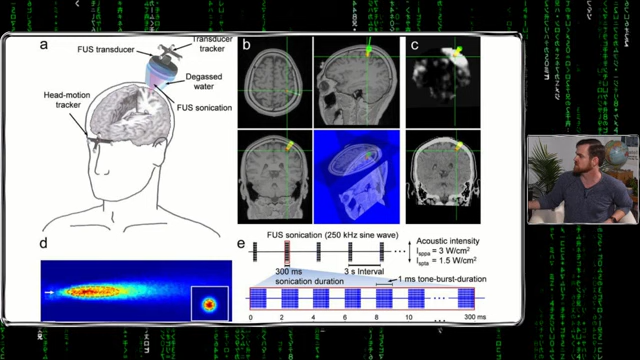 a
Transducer
tracker
FUS transducer
Degassed
water
FUS sonication
Head-motion
tracker
b
c
d
e
FUS sonication (250 kHz sine wave)
Acoustic intensity
Isppa = 3 W/cm2
Ispta = 1.5 W/cm2
300 ms
sonication duration
3 s Interval
1 ms tone-burst-duration
0 2 4 6 8 10 ... 300 ms